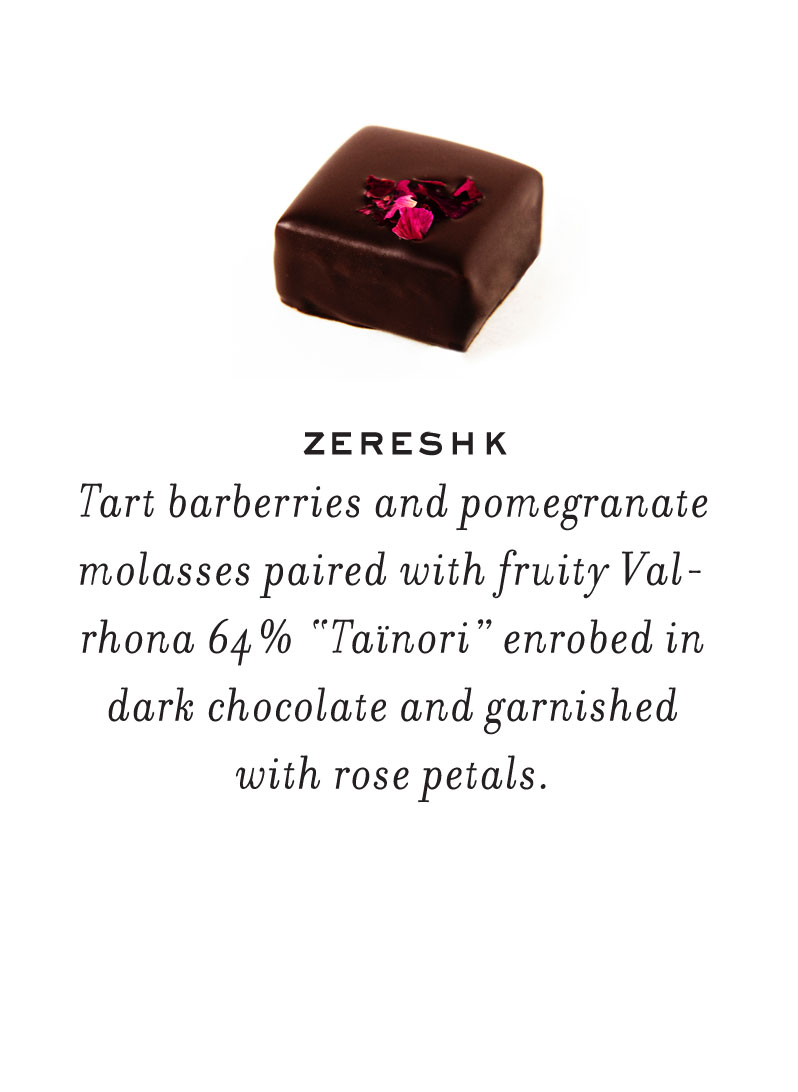 ZERESHK
Tart barberries and pomegranate
molasses paired with fruity Val-
rhona 64% “Taïnori” enrobed in
dark chocolate and garnished
with rose petals.